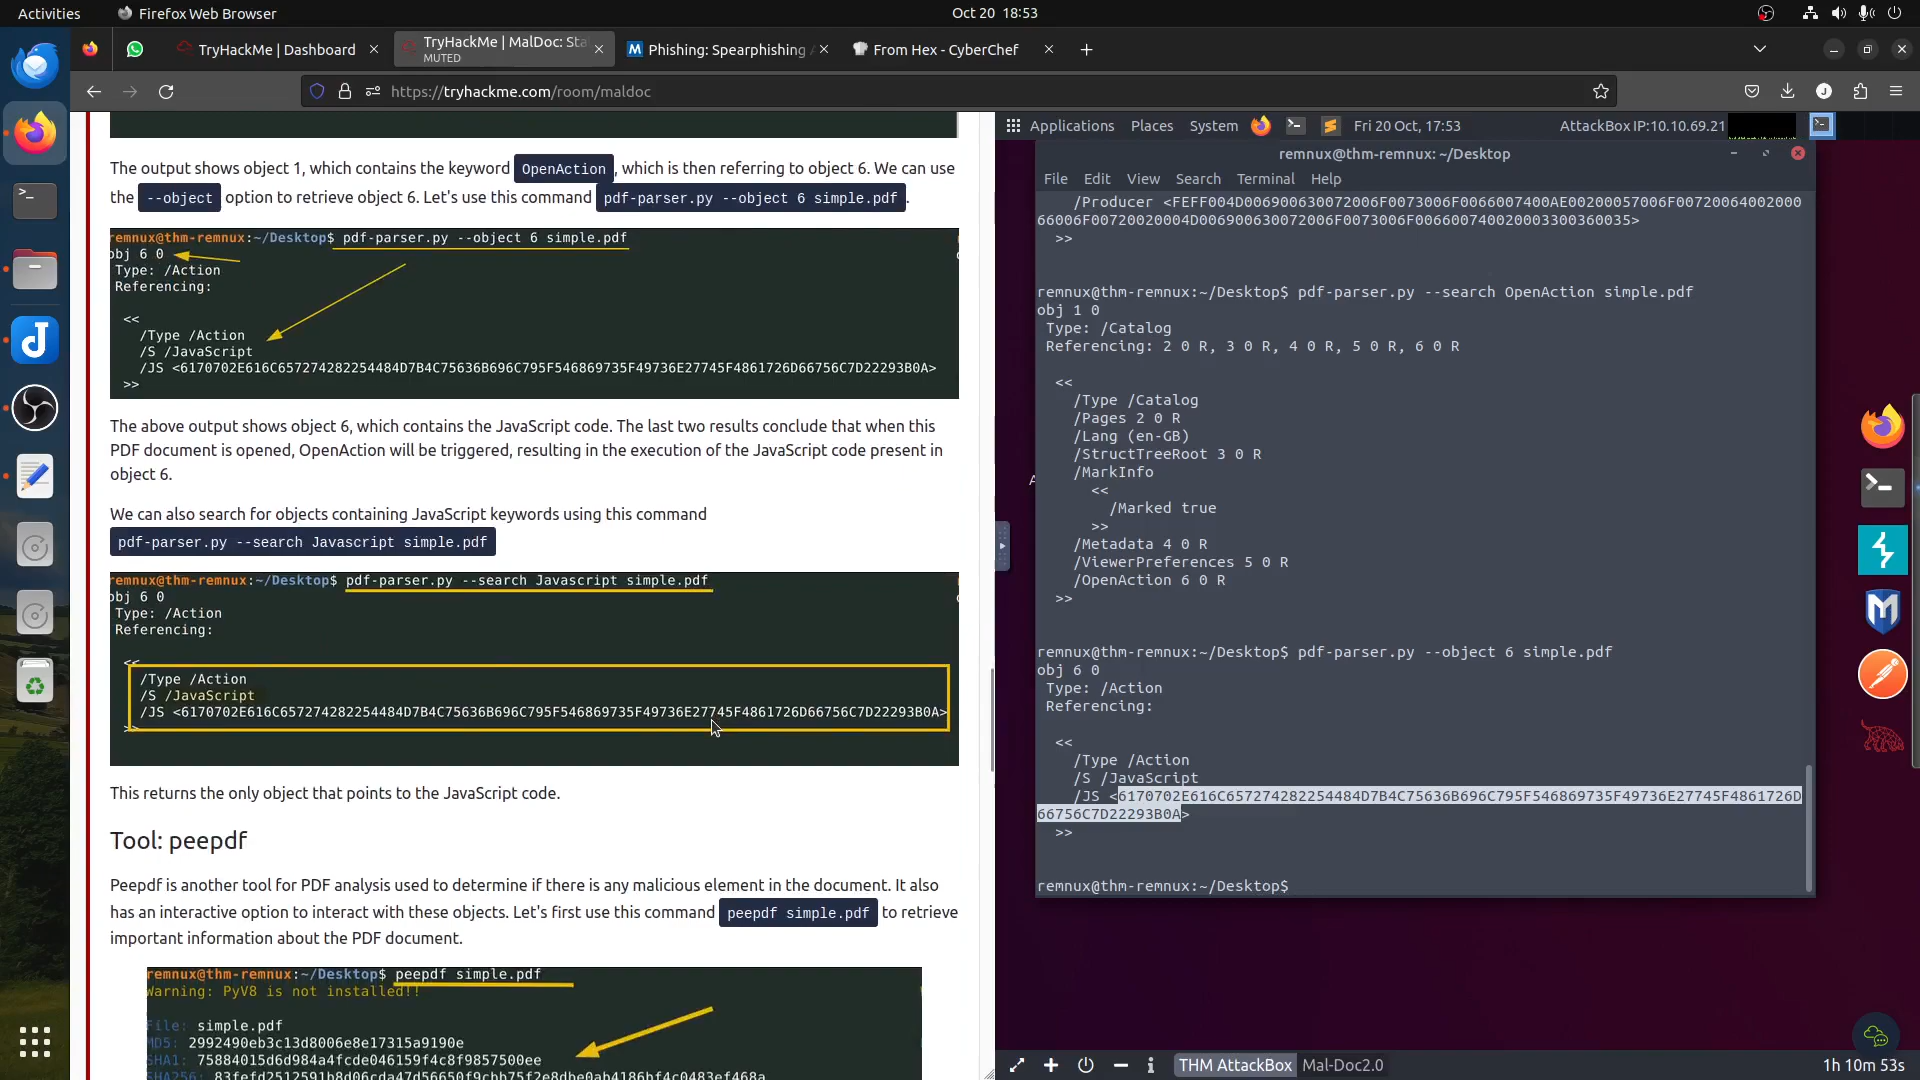 Activities
Firefox Web Browser
Oct 20 18:53
TryHackMe | Dashboard
TryHackMe | MalDoc: Sta
MUTED
Phishing: Spearphishing
From Hex - CyberChef
https://tryhackme.com/room/maldoc
The output shows object 1, which contains the keyword OpenAction, which is then referring to object 6. We can use
the --object option to retrieve object 6. Let's use this command pdf-parser.py --object 6 simple.pdf.
remnux@thm-remnux:~/Desktop$ pdf-parser.py --object 6 simple.pdf
obj 6 0
Type: /Action
Referencing:
<<
/Type /Action
/S /JavaScript
/JS <6170702E616C657274282254484D7B4C75636B696C795F546869735F49736E27745F4861726D66756C7D22293B0A>
>>
The above output shows object 6, which contains the JavaScript code. The last two results conclude that when this
PDF document is opened, OpenAction will be triggered, resulting in the execution of the JavaScript code present in
object 6.
We can also search for objects containing JavaScript keywords using this command
pdf-parser.py --search Javascript simple.pdf
remnux@thm-remnux:~/Desktop$ pdf-parser.py --search Javascript simple.pdf
obj 6 0
Type: /Action
Referencing:
<<
/Type /Action
/S /JavaScript
/JS <6170702E616C657274282254484D7B4C75636B696C795F546869735F49736E27745F4861726D66756C7D22293B0A>
>>
This returns the only object that points to the JavaScript code.
Tool: peepdf
Peepdf is another tool for PDF analysis used to determine if there is any malicious element in the document. It also
has an interactive option to interact with these objects. Let's first use this command peepdf simple.pdf to retrieve
important information about the PDF document.
remnux@thm-remnux:~/Desktop$ peepdf simple.pdf
Warning: PyV8 is not installed!!
File: simple.pdf
MD5: 2992490eb3c13d8006e8e17315a9190e
SHA1: 75884015d6d984a4fcde046159f4c8f9857500ee
SHA256: 83fefd2512591b8d06cda47d56650f9cbb75f2e8dbe0ab4186bf4c0483ef468a
Applications Places System Fri 20 Oct, 17:53 AttackBox IP:10.10.69.21
remnux@thm-remnux: ~/Desktop
File Edit View Search Terminal Help
/Producer <FEFF004D006900630072006F0073006F0066007400AE00200057006F00720064002000
66006F00720020004D006900630072006F0073006F006600740020003300360035>
>>
remnux@thm-remnux:~/Desktop$ pdf-parser.py --search OpenAction simple.pdf
obj 1 0
Type: /Catalog
Referencing: 2 0 R, 3 0 R, 4 0 R, 5 0 R, 6 0 R
<<
/Type /Catalog
/Pages 2 0 R
/Lang (en-GB)
/StructTreeRoot 3 0 R
/MarkInfo
<<
/Marked true
>>
/Metadata 4 0 R
/ViewerPreferences 5 0 R
/OpenAction 6 0 R
>>
remnux@thm-remnux:~/Desktop$ pdf-parser.py --object 6 simple.pdf
obj 6 0
Type: /Action
Referencing:
<<
/Type /Action
/S /JavaScript
/JS <6170702E616C657274282254484D7B4C75636B696C795F546869735F49736E27745F4861726D
66756C7D22293B0A>
>>
remnux@thm-remnux:~/Desktop$
THM AttackBox Mal-Doc2.0
1h 10m 53s